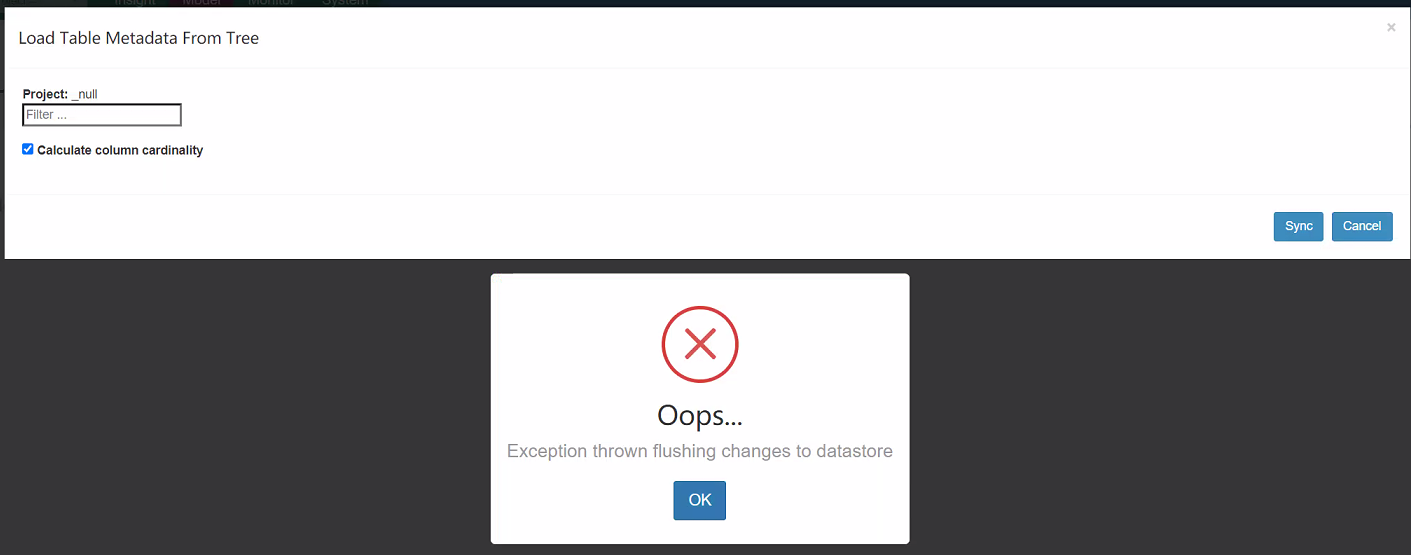 Insight Model Monitor System
Load Table Metadata From Tree
×
Project: _null
Filter ...
Calculate column cardinality
Sync Cancel
Oops...
Exception thrown flushing changes to datastore
OK